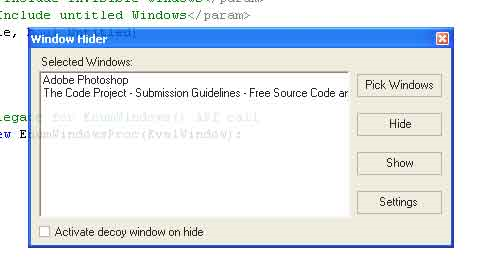 Include invisible Windows</param>
Include untitled Windows</param>
Window Hider
Selected Windows:
Adobe Photoshop
The Code Project - Submission Guidelines - Free Source Code ar
Pick Windows
Hide
Show
Settings
legate for EnumWindows() API call
ew EnumWindowsProc(EvalWindow);
Activate decoy window on hide